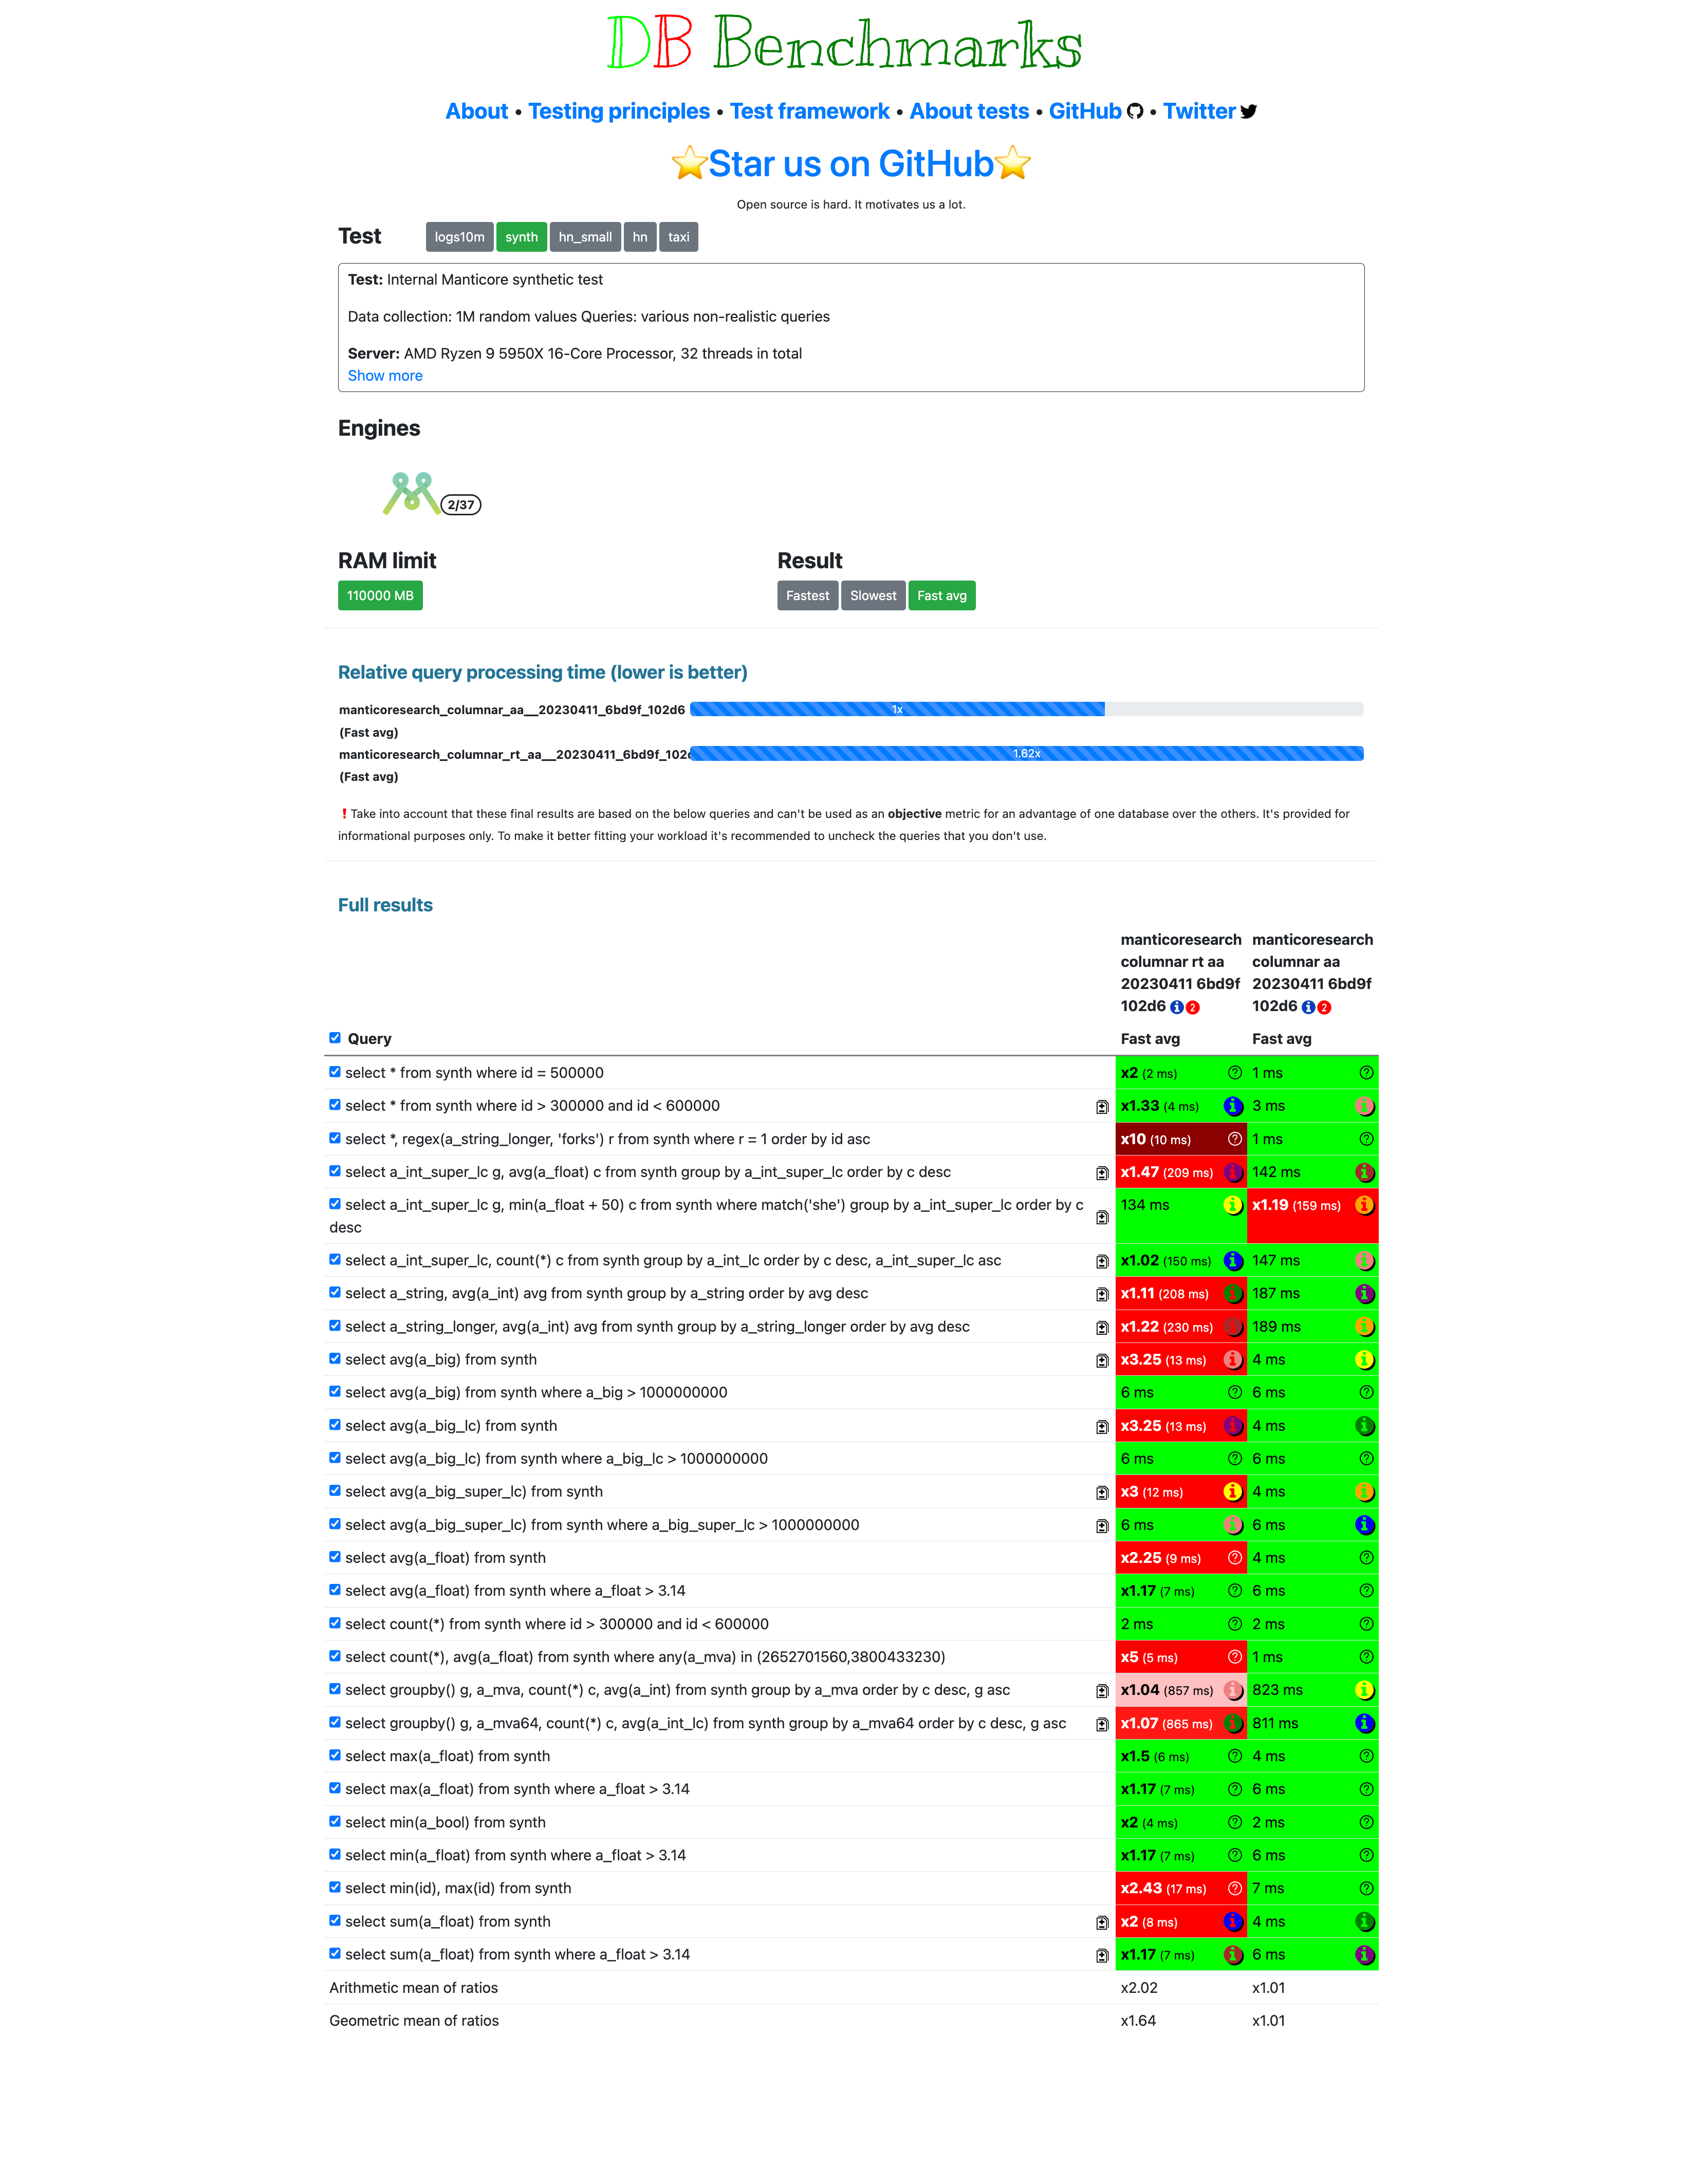 DB Benchmarks
About • Testing principles • Test framework • About tests • GitHub • Twitter
⭐Star us on GitHub⭐
Open source is hard. It motivates us a lot.
Test logs10m synth hn_small hn taxi
Test: Internal Manticore synthetic test
Data collection: 1M random values Queries: various non-realistic queries
Server: AMD Ryzen 9 5950X 16-Core Processor, 32 threads in total
Show more
Engines
2/37
RAM limit Result
110000 MB Fastest Slowest Fast avg
Relative query processing time (lower is better)
manticoresearch_columnar_aa__20230411_6bd9f_102d6 1x
(Fast avg)
manticoresearch_columnar_rt_aa__20230411_6bd9f_102 1.62x
(Fast avg)
❗Take into account that these final results are based on the below queries and can't be used as an objective metric for an advantage of one database over the others. It's provided for
informational purposes only. To make it better fitting your workload it's recommended to uncheck the queries that you don't use.
Full results
manticoresearch manticoresearch
columnar rt aa columnar aa
20230411 6bd9f 20230411 6bd9f
102d6 i 2 102d6 i 2
Query Fast avg Fast avg
select * from synth where id = 500000 x2 (2 ms) 1 ms
select * from synth where id > 300000 and id < 600000 x1.33 (4 ms) 3 ms
select *, regex(a_string_longer, 'forks') r from synth where r = 1 order by id asc x10 (10 ms) 1 ms
select a_int_super_lc g, avg(a_float) c from synth group by a_int_super_lc order by c desc x1.47 (209 ms) 142 ms
select a_int_super_lc g, min(a_float + 50) c from synth where match('she') group by a_int_super_lc order by c 134 ms x1.19 (159 ms)
desc
select a_int_super_lc, count(*) c from synth group by a_int_lc order by c desc, a_int_super_lc asc x1.02 (150 ms) 147 ms
select a_string, avg(a_int) avg from synth group by a_string order by avg desc x1.11 (208 ms) 187 ms
select a_string_longer, avg(a_int) avg from synth group by a_string_longer order by avg desc x1.22 (230 ms) 189 ms
select avg(a_big) from synth x3.25 (13 ms) 4 ms
select avg(a_big) from synth where a_big > 1000000000 6 ms 6 ms
select avg(a_big_lc) from synth x3.25 (13 ms) 4 ms
select avg(a_big_lc) from synth where a_big_lc > 1000000000 6 ms 6 ms
select avg(a_big_super_lc) from synth x3 (12 ms) 4 ms
select avg(a_big_super_lc) from synth where a_big_super_lc > 1000000000 6 ms 6 ms
select avg(a_float) from synth x2.25 (9 ms) 4 ms
select avg(a_float) from synth where a_float > 3.14 x1.17 (7 ms) 6 ms
select count(*) from synth where id > 300000 and id < 600000 2 ms 2 ms
select count(*), avg(a_float) from synth where any(a_mva) in (2652701560,3800433230) x5 (5 ms) 1 ms
select groupby() g, a_mva, count(*) c, avg(a_int) from synth group by a_mva order by c desc, g asc x1.04 (857 ms) 823 ms
select groupby() g, a_mva64, count(*) c, avg(a_int_lc) from synth group by a_mva64 order by c desc, g asc x1.07 (865 ms) 811 ms
select max(a_float) from synth x1.5 (6 ms) 4 ms
select max(a_float) from synth where a_float > 3.14 x1.17 (7 ms) 6 ms
select min(a_bool) from synth x2 (4 ms) 2 ms
select min(a_float) from synth where a_float > 3.14 x1.17 (7 ms) 6 ms
select min(id), max(id) from synth x2.43 (17 ms) 7 ms
select sum(a_float) from synth x2 (8 ms) 4 ms
select sum(a_float) from synth where a_float > 3.14 x1.17 (7 ms) 6 ms
Arithmetic mean of ratios x2.02 x1.01
Geometric mean of ratios x1.64 x1.01